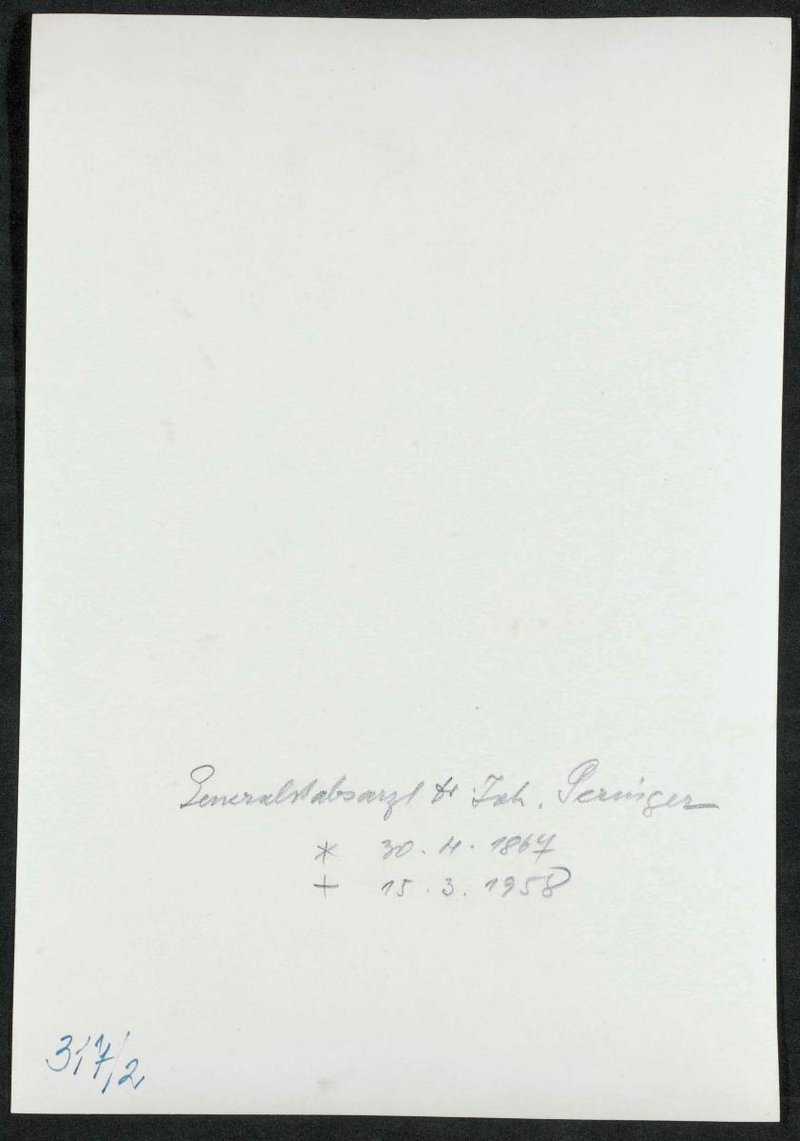 Generalstabsarzt Dr Joh. Perniger
* 30. 4. 1867
+ 15. 3. 1958
317/2